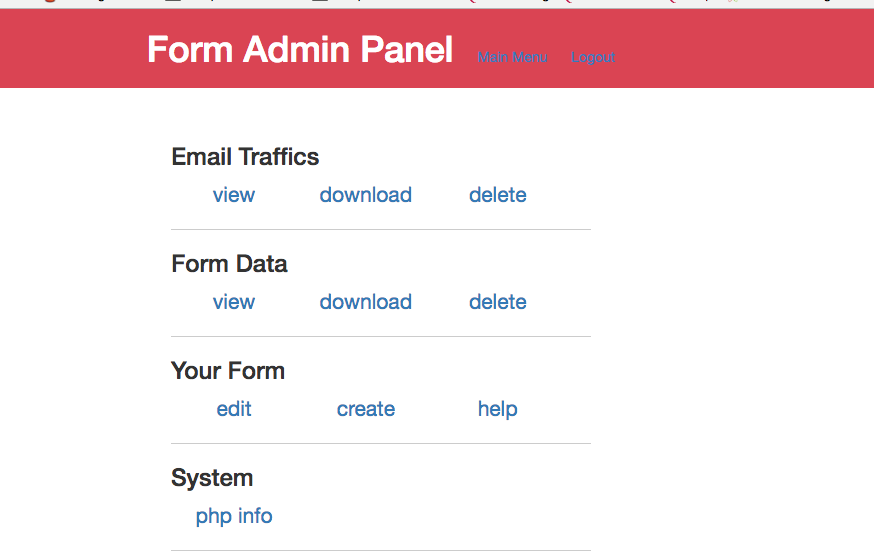 Form Admin Panel Main Menu Logout
Email Traffics
view download delete
Form Data
view download delete
Your Form
edit create help
System
php info